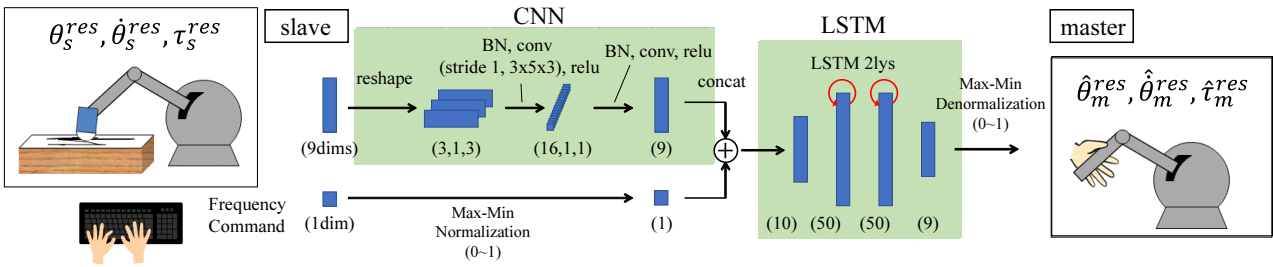 θ_s^res, θ̇_s^res, τ_s^res
slave
CNN
reshape
BN, conv
(stride 1, 3x5x3), relu
BN, conv, relu
concat
(9dims)
(3,1,3)
(16,1,1)
(9)
Frequency
Command
(1dim)
Max-Min
Normalization
(0~1)
(1)
+
LSTM
LSTM 2lys
(10)
(50)
(50)
(9)
Max-Min
Denormalization
(0~1)
master
θ̂_m^res, θ̇̂_m^res, τ̂_m^res